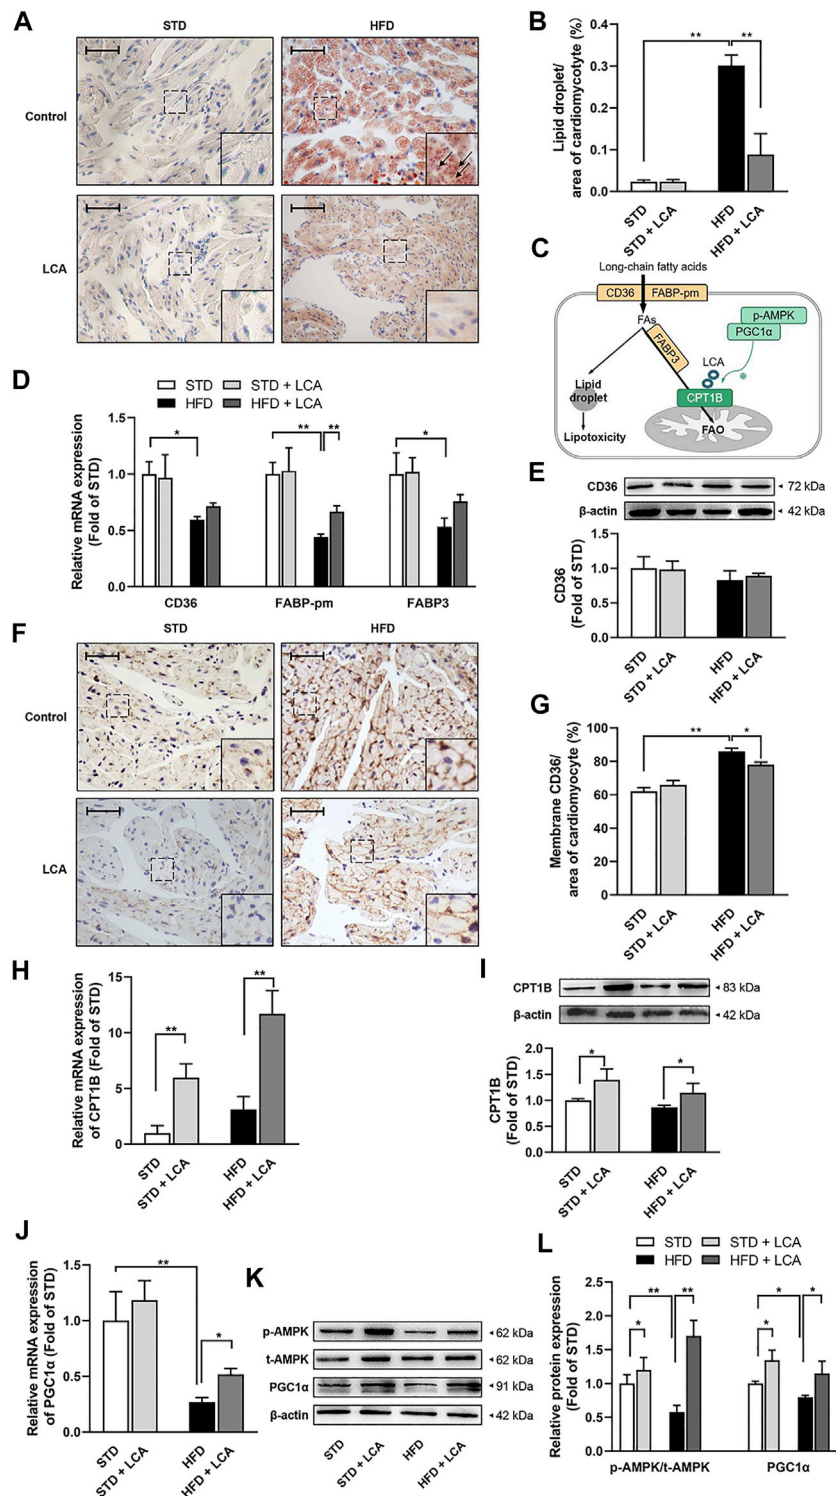 A
STD
HFD
Control
LCA
B
Lipid droplet/
area of cardiomycotyte (%)
0.4
0.3
0.2
0.1
0.0
**
**
STD
STD + LCA
HFD
HFD + LCA
C
Long-chain fatty acids
CD36
FABP-pm
FAs
FABP3
p-AMPK
PGC1α
LCA
⊕
CPT1B
Lipid
droplet
Lipotoxicity
FAO
D
STD
STD + LCA
HFD
HFD + LCA
Relative mRNA expression
(Fold of STD)
1.5
1.0
0.5
0.0
*
**
**
*
CD36
FABP-pm
FABP3
E
CD36
72 kDa
β-actin
42 kDa
CD36
(Fold of STD)
1.5
1.0
0.5
0.0
STD
STD + LCA
HFD
HFD + LCA
F
STD
HFD
Control
LCA
G
Membrane CD36/
area of cardiomyocyte (%)
100
80
60
40
20
0
**
*
STD
STD + LCA
HFD
HFD + LCA
H
Relative mRNA expression
of CPT1B (Fold of STD)
15
10
5
0
**
**
STD
STD + LCA
HFD
HFD + LCA
I
CPT1B
83 kDa
β-actin
42 kDa
CPT1B
(Fold of STD)
2.0
1.5
1.0
0.5
0.0
*
*
STD
STD + LCA
HFD
HFD + LCA
J
Relative mRNA expression
of PGC1α (Fold of STD)
1.5
1.0
0.5
0.0
**
*
STD
STD + LCA
HFD
HFD + LCA
K
p-AMPK
62 kDa
t-AMPK
62 kDa
PGC1α
91 kDa
β-actin
42 kDa
STD
STD + LCA
HFD
HFD + LCA
L
STD
STD + LCA
HFD
HFD + LCA
Relative protein expression
(Fold of STD)
2.5
2.0
1.5
1.0
0.5
0.0
*
**
**
*
*
*
p-AMPK/t-AMPK
PGC1α